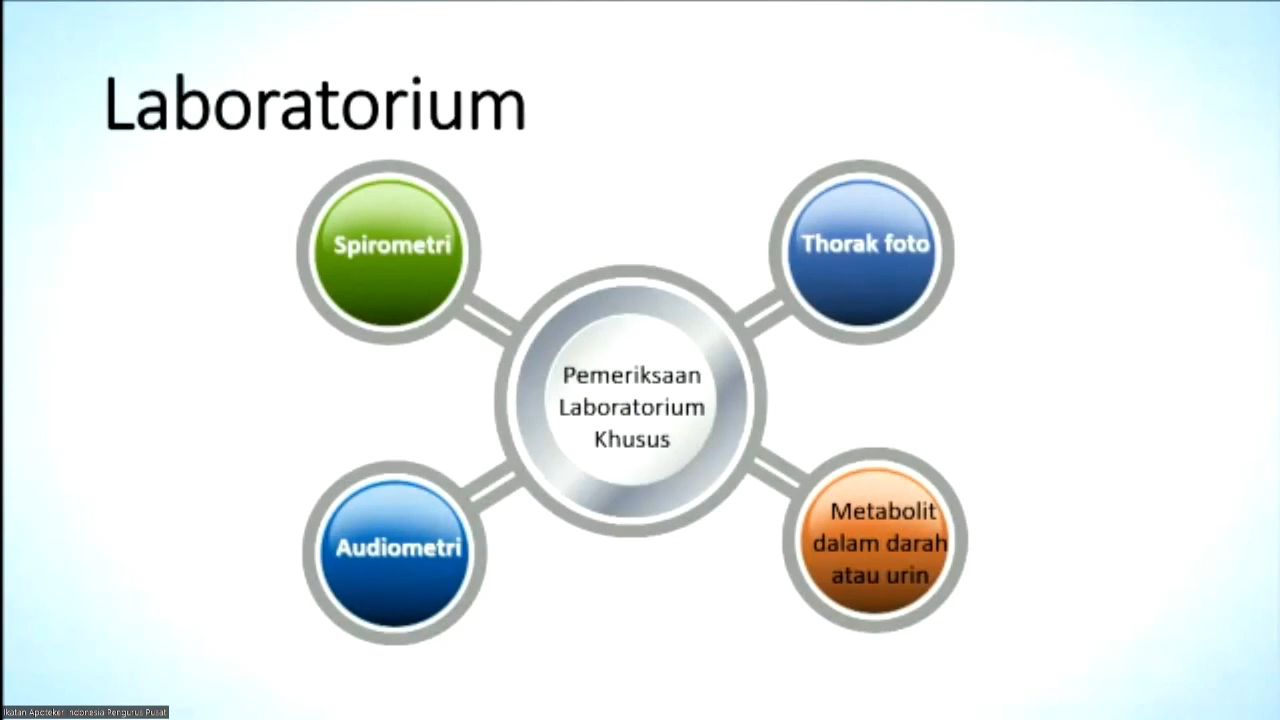 Laboratorium
Spirometri
Thorak foto
Pemeriksaan
Laboratorium
Khusus
Audiometri
Metabolit
dalam darah
atau urin
Ikatan Apoteker Indonesia Pengurus Pusat